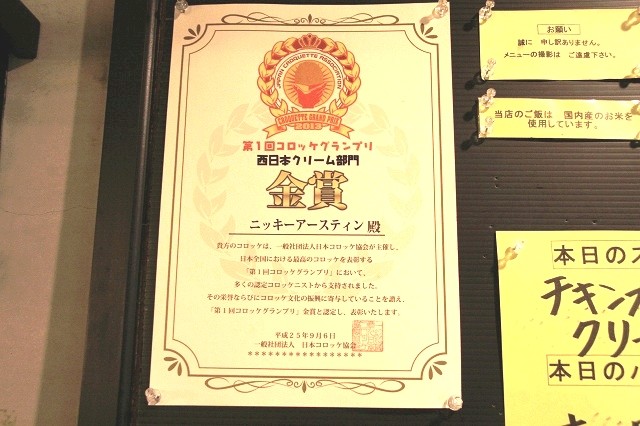 JAPAN CROQUETTE ASSOCIATION
CROQUETTE GRAND PRIX
2013
第1回コロッケグランプリ
西日本クリーム部門
金賞
ニッキーアースティン 殿
貴方のコロッケは、一般社団法人日本コロッケ協会が主催し、
日本全国における最高のコロッケを表彰する
「第1回コロッケグランプリ」において、
多くの認定コロッケニストから支持されました。
その栄誉ならびにコロッケ文化の振興に寄与していることを讃え、
「第1回コロッケグランプリ」金賞と認定し、表彰いたします。
平成25年9月6日
一般社団法人 日本コロッケ協会
******************
お願い
誠に 申し訳ありません。
メニューの撮影は ご遠慮下さい。
当店のご飯は 国内産のお米を
使用しています。
本日の
チキン
クリー
本日の